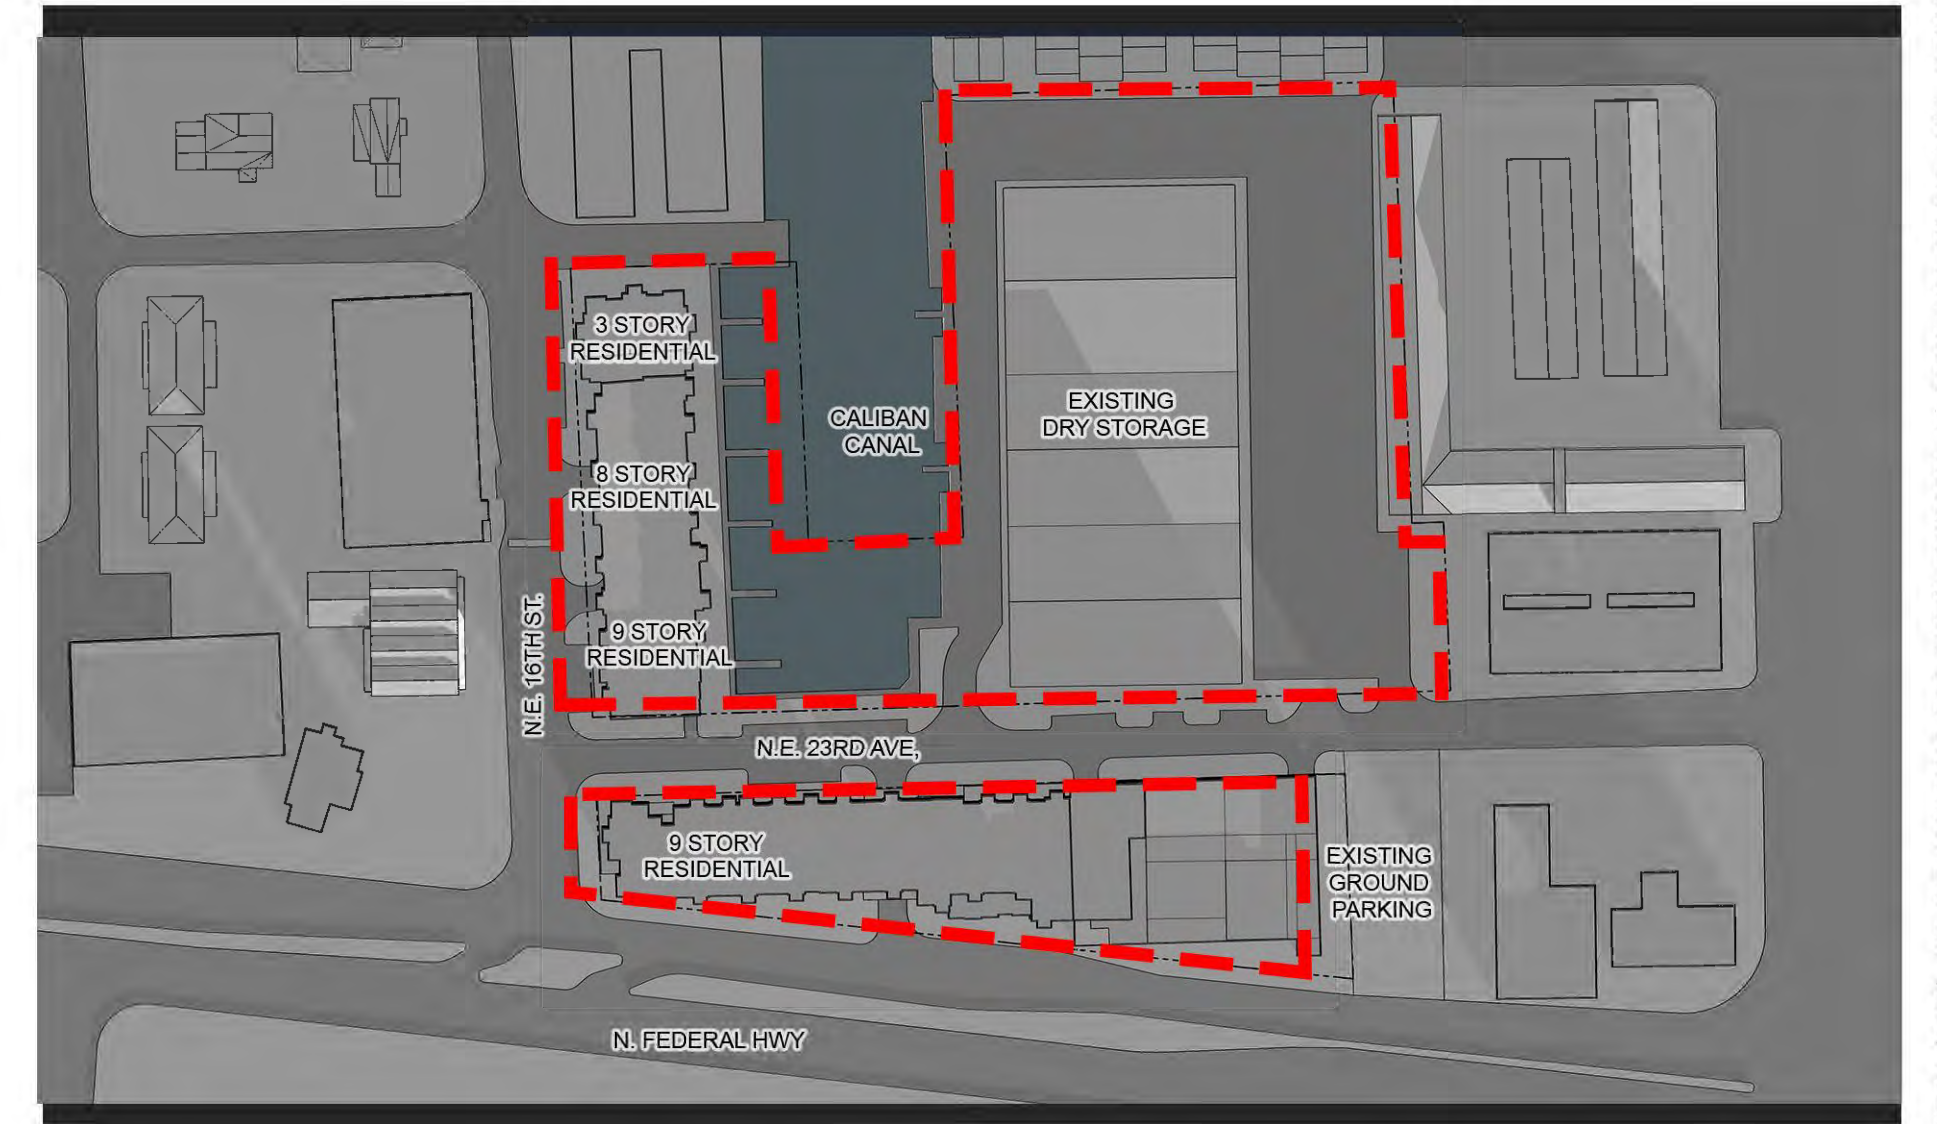 3 STORY
RESIDENTIAL
8 STORY
RESIDENTIAL
9 STORY
RESIDENTIAL
CALIBAN
CANAL
EXISTING
DRY STORAGE
N.E. 16TH ST.
N.E. 23RD AVE,
9 STORY
RESIDENTIAL
EXISTING
GROUND
PARKING
N. FEDERAL HWY